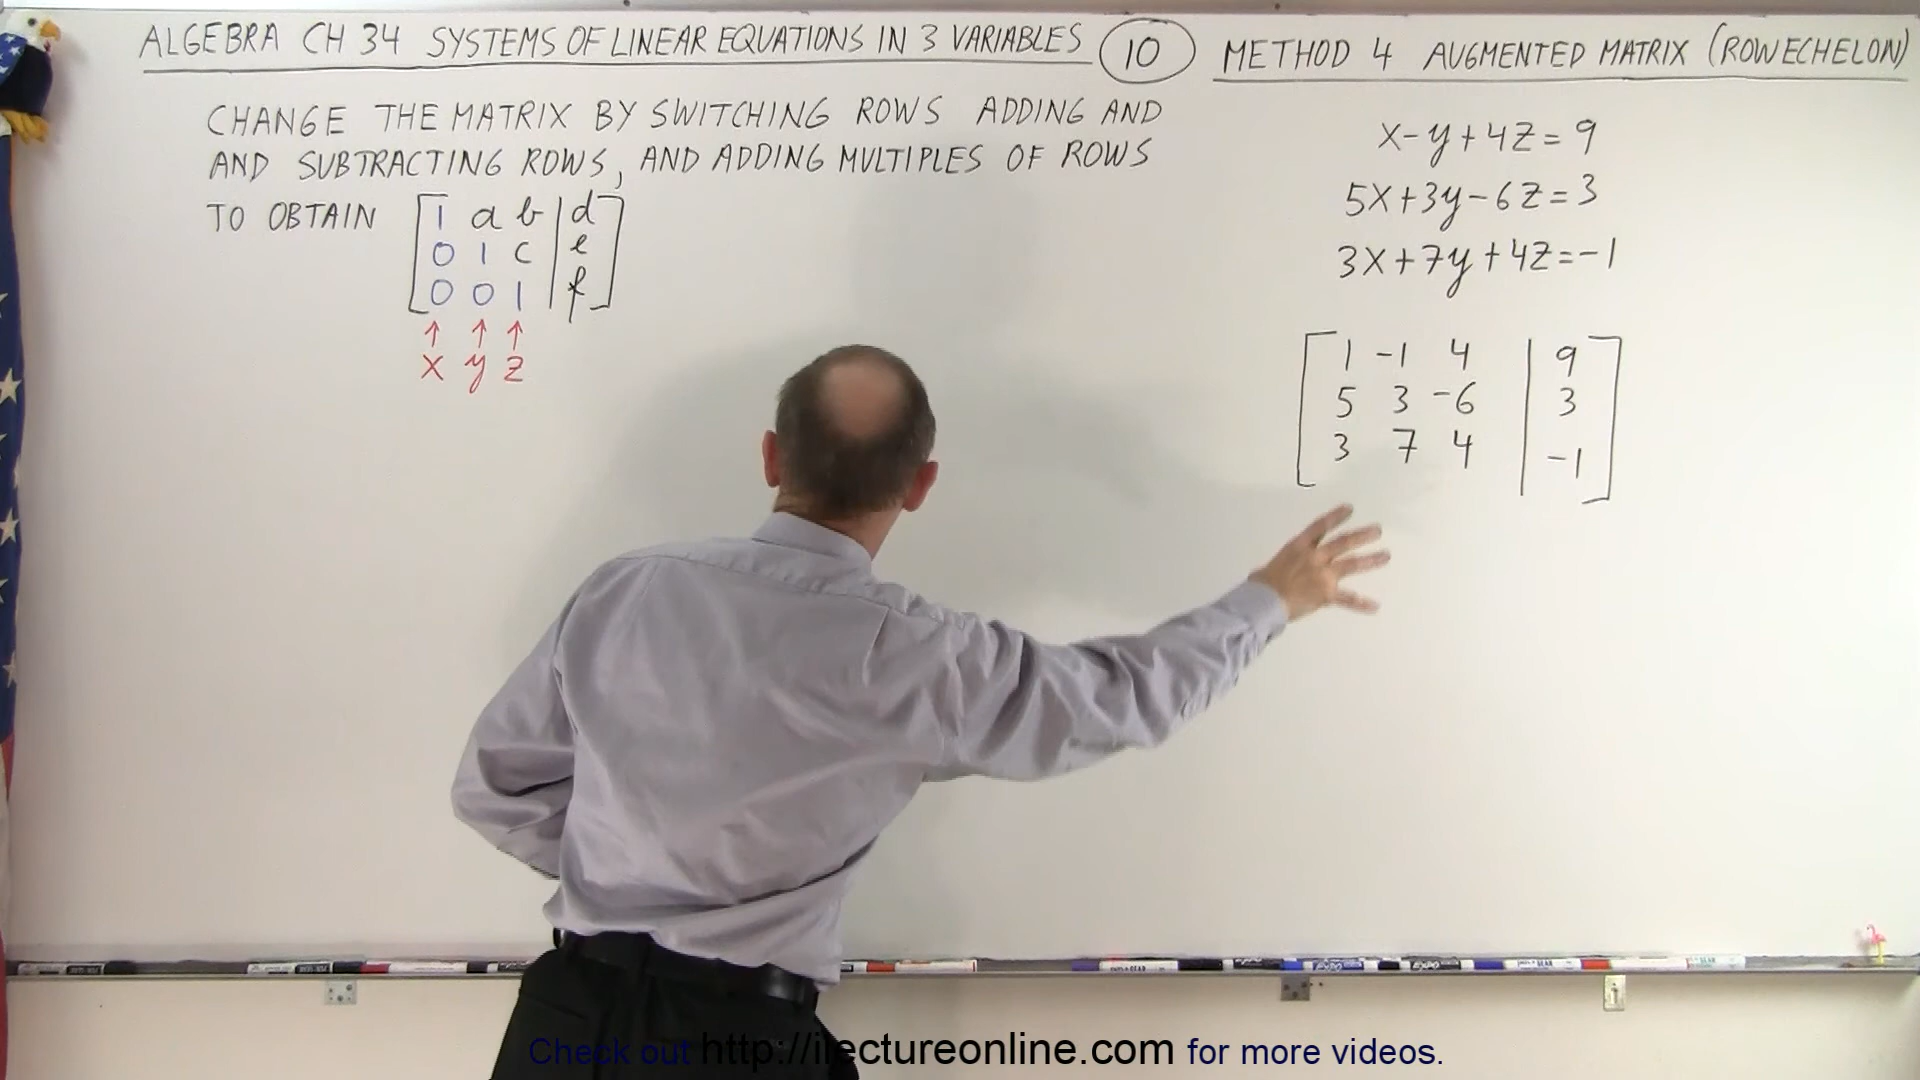 ALGEBRA CH 34 SYSTEMS OF LINEAR EQUATIONS IN 3 VARIABLES 10 METHOD 4 AUGMENTED MATRIX (ROW ECHELON)
CHANGE THE MATRIX BY SWITCHING ROWS ADDING AND
AND SUBTRACTING ROWS, AND ADDING MULTIPLES OF ROWS
TO OBTAIN
1 a b | d
0 1 c | e
0 0 1 | f
↑ ↑ ↑
x y z
x-y+4z=9
5x+3y-6z=3
3x+7y+4z=-1
1 -1 4 | 9
5 3 -6 | 3
3 7 4 | -1
Check out http://ilectureonline.com for more videos.